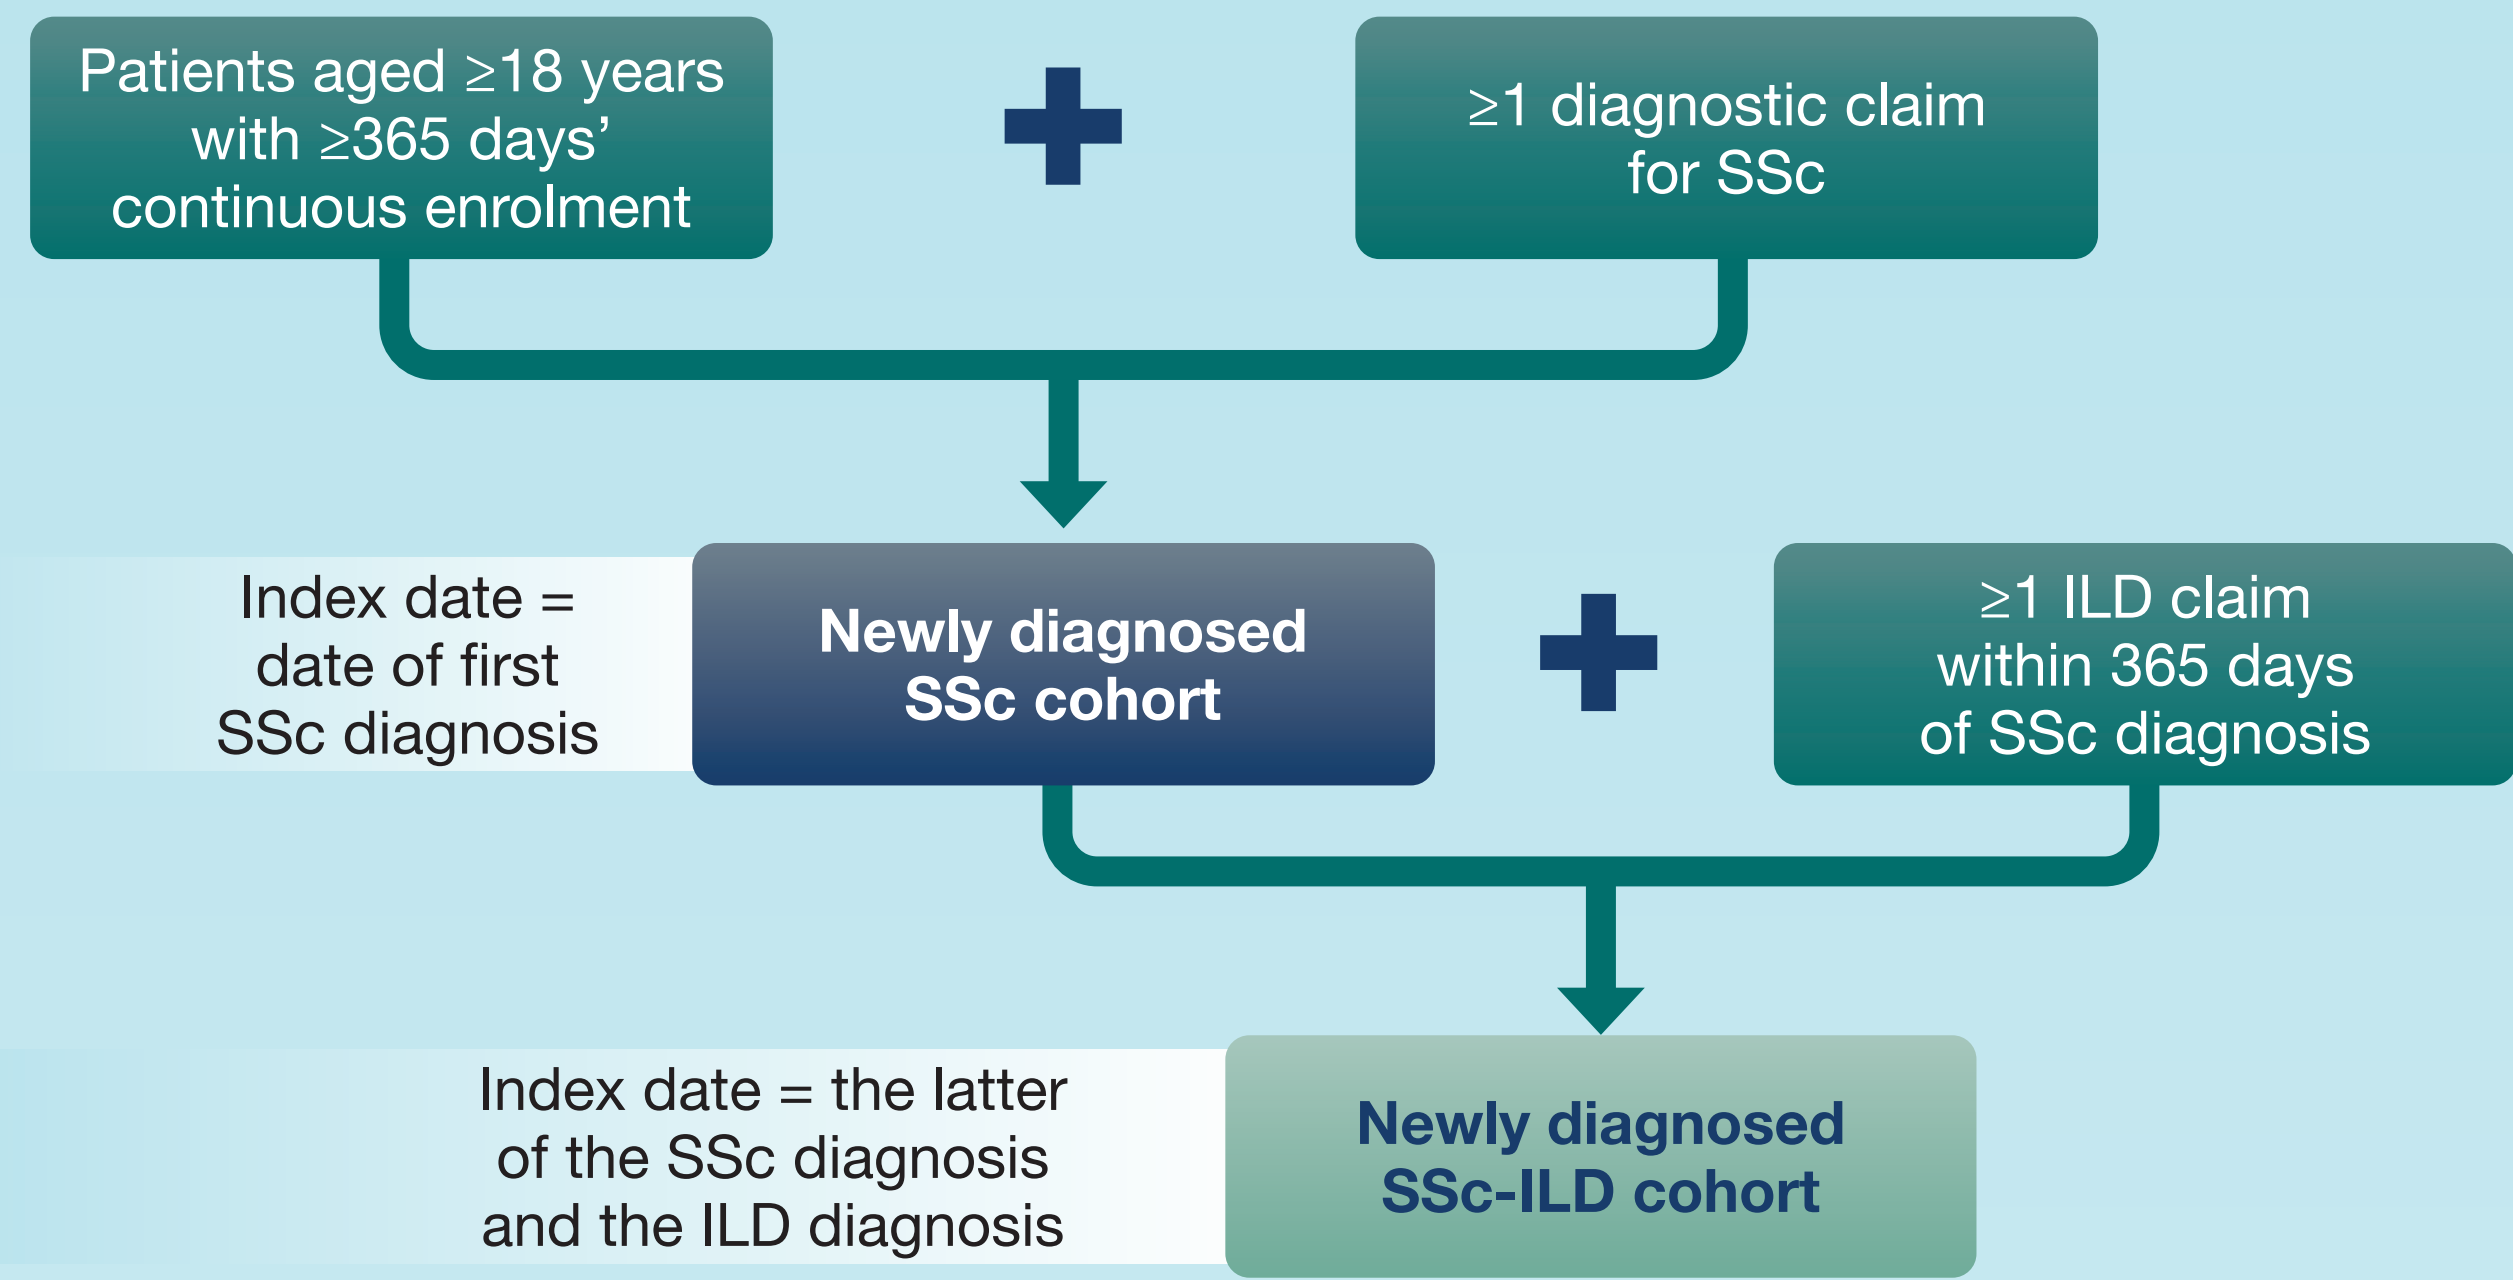 Patients aged ≥18 years
with ≥365 days’
continuous enrolment
≥1 diagnostic claim
for SSc
Index date =
date of first
SSc diagnosis
Newly diagnosed
SSc cohort
≥1 ILD claim
within 365 days
of SSc diagnosis
Index date = the latter
of the SSc diagnosis
and the ILD diagnosis
Newly diagnosed
SSc-ILD cohort